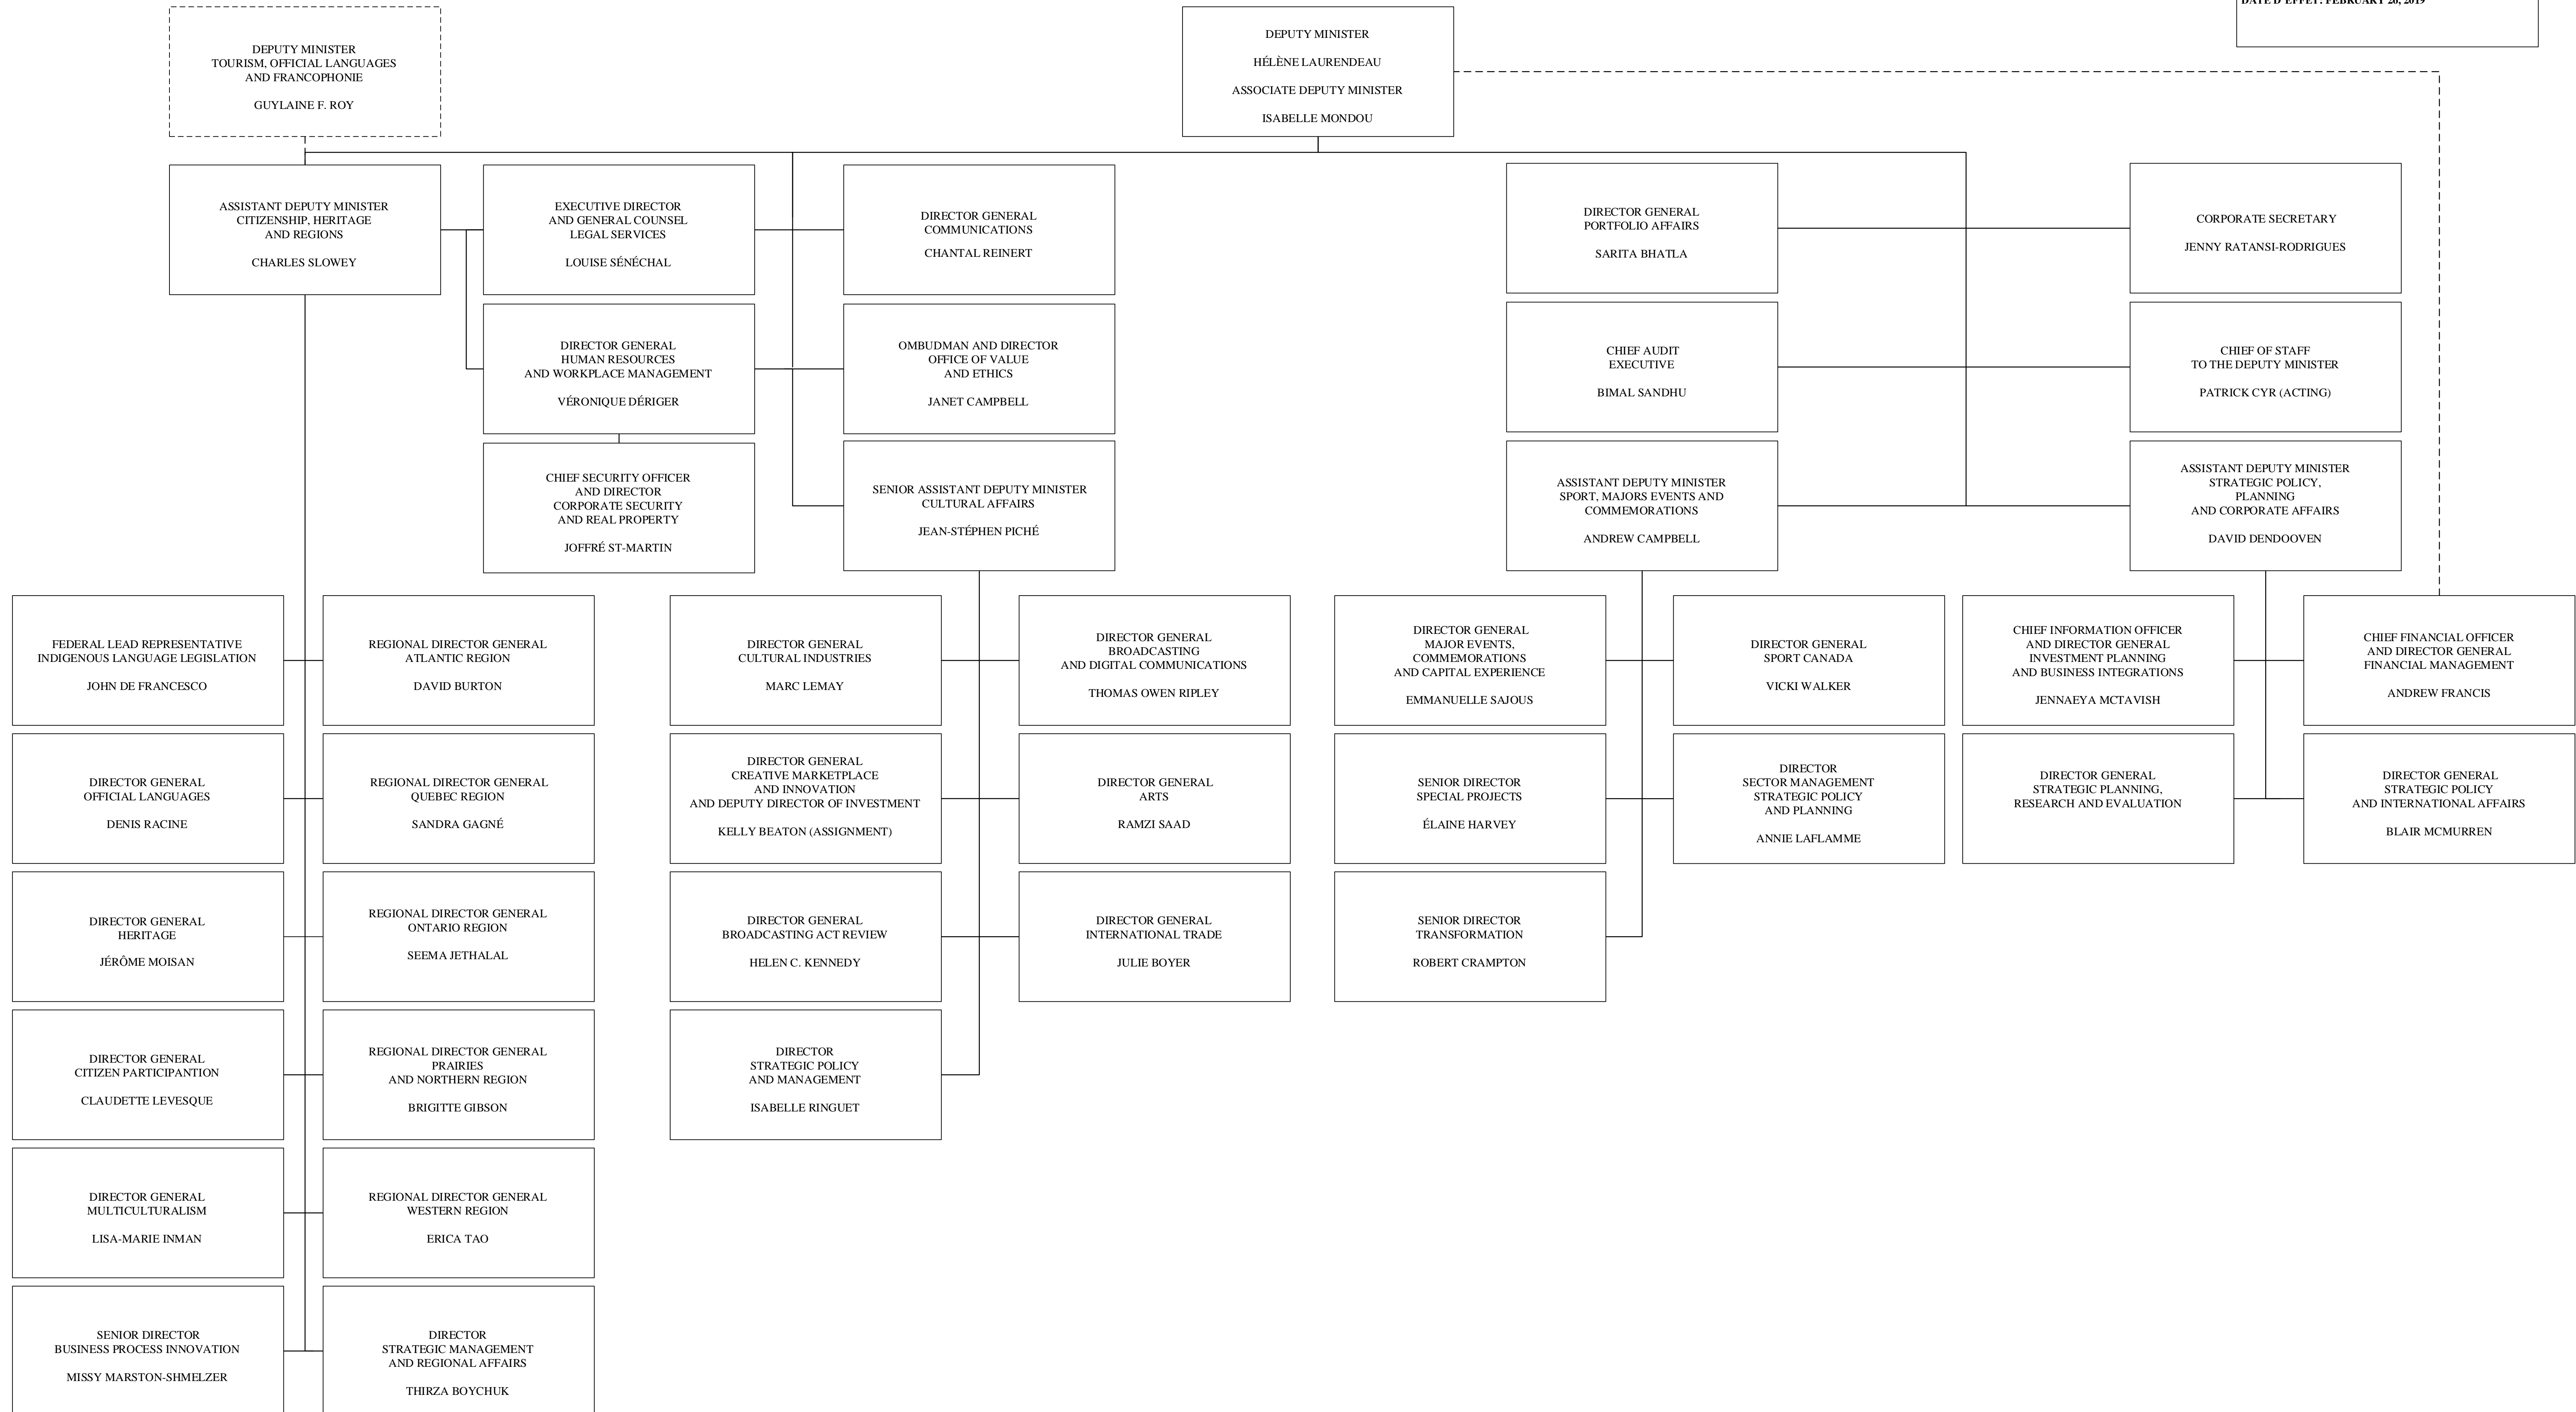 DATE D'EFFET: FEBRUARY 26, 2019
DEPUTY MINISTER
TOURISM, OFFICIAL LANGUAGES
AND FRANCOPHONIE
GUYLAINE F. ROY
DEPUTY MINISTER
HÉLÈNE LAURENDEAU
ASSOCIATE DEPUTY MINISTER
ISABELLE MONDOU
ASSISTANT DEPUTY MINISTER
CITIZENSHIP, HERITAGE
AND REGIONS
CHARLES SLOWEY
EXECUTIVE DIRECTOR
AND GENERAL COUNSEL
LEGAL SERVICES
LOUISE SÉNÉCHAL
DIRECTOR GENERAL
COMMUNICATIONS
CHANTAL REINERT
DIRECTOR GENERAL
PORTFOLIO AFFAIRS
SARITA BHATLA
CORPORATE SECRETARY
JENNY RATANSI-RODRIGUES
DIRECTOR GENERAL
HUMAN RESOURCES
AND WORKPLACE MANAGEMENT
VÉRONIQUE DÉRIGER
OMBUDMAN AND DIRECTOR
OFFICE OF VALUE
AND ETHICS
JANET CAMPBELL
CHIEF AUDIT
EXECUTIVE
BIMAL SANDHU
CHIEF OF STAFF
TO THE DEPUTY MINISTER
PATRICK CYR (ACTING)
CHIEF SECURITY OFFICER
AND DIRECTOR
CORPORATE SECURITY
AND REAL PROPERTY
JOFFRÉ ST-MARTIN
SENIOR ASSISTANT DEPUTY MINISTER
CULTURAL AFFAIRS
JEAN-STÉPHEN PICHÉ
ASSISTANT DEPUTY MINISTER
SPORT, MAJORS EVENTS AND
COMMEMORATIONS
ANDREW CAMPBELL
ASSISTANT DEPUTY MINISTER
STRATEGIC POLICY,
PLANNING
AND CORPORATE AFFAIRS
DAVID DENDOOVEN
FEDERAL LEAD REPRESENTATIVE
INDIGENOUS LANGUAGE LEGISLATION
JOHN DE FRANCESCO
REGIONAL DIRECTOR GENERAL
ATLANTIC REGION
DAVID BURTON
DIRECTOR GENERAL
CULTURAL INDUSTRIES
MARC LEMAY
DIRECTOR GENERAL
BROADCASTING
AND DIGITAL COMMUNICATIONS
THOMAS OWEN RIPLEY
DIRECTOR GENERAL
MAJOR EVENTS,
COMMEMORATIONS
AND CAPITAL EXPERIENCE
EMMANUELLE SAJOUS
DIRECTOR GENERAL
SPORT CANADA
VICKI WALKER
CHIEF INFORMATION OFFICER
AND DIRECTOR GENERAL
INVESTMENT PLANNING
AND BUSINESS INTEGRATIONS
JENNAEYA MCTAVISH
CHIEF FINANCIAL OFFICER
AND DIRECTOR GENERAL
FINANCIAL MANAGEMENT
ANDREW FRANCIS
DIRECTOR GENERAL
OFFICIAL LANGUAGES
DENIS RACINE
REGIONAL DIRECTOR GENERAL
QUEBEC REGION
SANDRA GAGNÉ
DIRECTOR GENERAL
CREATIVE MARKETPLACE
AND INNOVATION
AND DEPUTY DIRECTOR OF INVESTMENT
KELLY BEATON (ASSIGNMENT)
DIRECTOR GENERAL
ARTS
RAMZI SAAD
SENIOR DIRECTOR
SPECIAL PROJECTS
ÉLAINE HARVEY
DIRECTOR
SECTOR MANAGEMENT
STRATEGIC POLICY
AND PLANNING
ANNIE LAFLAMME
DIRECTOR GENERAL
STRATEGIC PLANNING,
RESEARCH AND EVALUATION
DIRECTOR GENERAL
STRATEGIC POLICY
AND INTERNATIONAL AFFAIRS
BLAIR MCMURREN
DIRECTOR GENERAL
HERITAGE
JÉRÔME MOISAN
REGIONAL DIRECTOR GENERAL
ONTARIO REGION
SEEMA JETHALAL
DIRECTOR GENERAL
BROADCASTING ACT REVIEW
HELEN C. KENNEDY
DIRECTOR GENERAL
INTERNATIONAL TRADE
JULIE BOYER
SENIOR DIRECTOR
TRANSFORMATION
ROBERT CRAMPTON
DIRECTOR GENERAL
CITIZEN PARTICIPANTION
CLAUDETTE LEVESQUE
REGIONAL DIRECTOR GENERAL
PRAIRIES
AND NORTHERN REGION
BRIGITTE GIBSON
DIRECTOR
STRATEGIC POLICY
AND MANAGEMENT
ISABELLE RINGUET
DIRECTOR GENERAL
MULTICULTURALISM
LISA-MARIE INMAN
REGIONAL DIRECTOR GENERAL
WESTERN REGION
ERICA TAO
SENIOR DIRECTOR
BUSINESS PROCESS INNOVATION
MISSY MARSTON-SHMELZER
DIRECTOR
STRATEGIC MANAGEMENT
AND REGIONAL AFFAIRS
THIRZA BOYCHUK